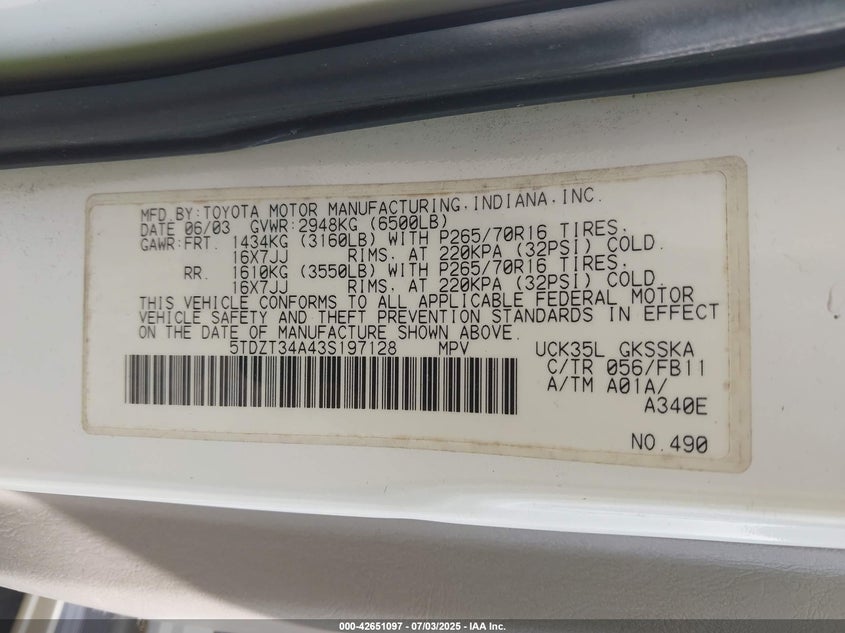 MFD.BY:TOYOTA MOTOR MANUFACTURING,INDIANA,INC.
DATE 06/03 GVWR:2948KG (6500LB)
GAWR:FRT. 1434KG (3160LB) WITH P265/70R16 TIRES,
16X7JJ RIMS, AT 220KPA (32PSI) COLD.
RR. 1610KG (3550LB) WITH P265/70R16 TIRES,
16X7JJ RIMS, AT 220KPA (32PSI) COLD.
THIS VEHICLE CONFORMS TO ALL APPLICABLE FEDERAL MOTOR
VEHICLE SAFETY AND THEFT PREVENTION STANDARDS IN EFFECT
ON THE DATE OF MANUFACTURE SHOWN ABOVE.
5TDZT34A43S197128 MPV UCK35L GKSSKA
C/TR 056/FB11
A/TM A01A/
A340E
NO.490
000-42651097 - 07/03/2025 - IAA Inc.